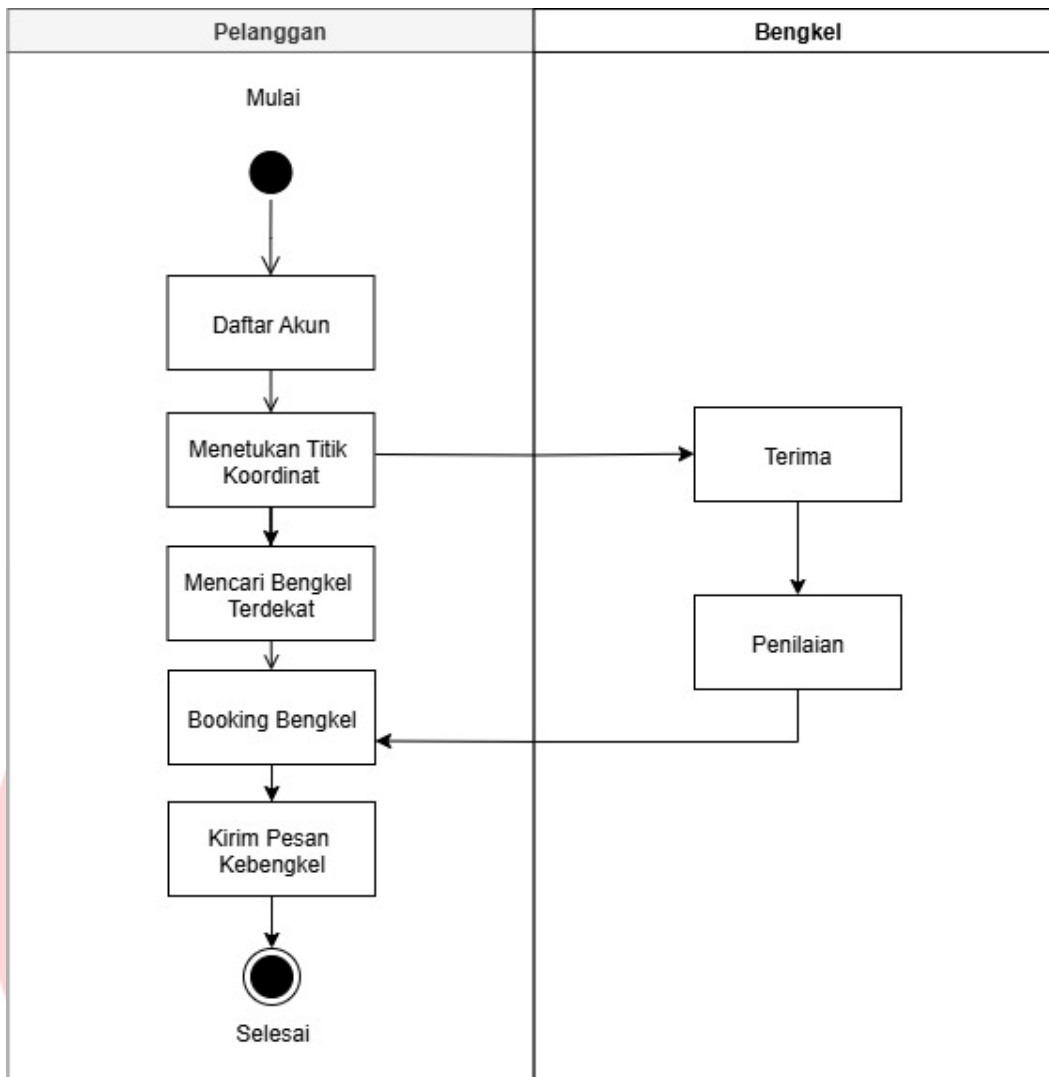 Pelanggan
Bengkel
Mulai
Daftar Akun
Menetukan Titik
Koordinat
Terima
Mencari Bengkel
Terdekat
Penilaian
Booking Bengkel
Kirim Pesan
Kebengkel
Selesai